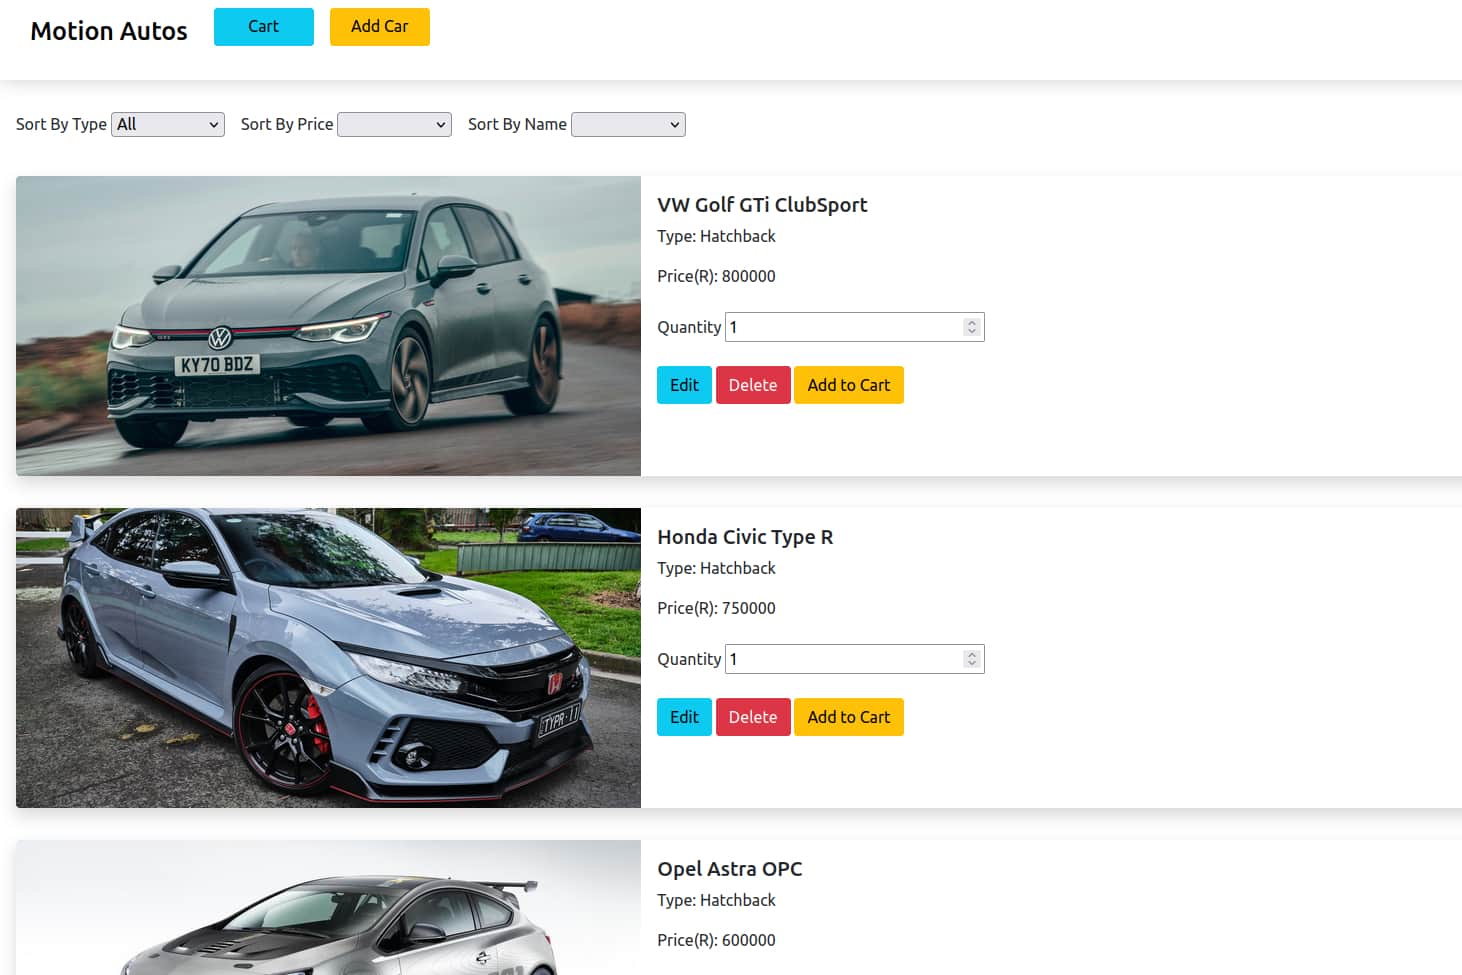 Motion Autos Cart Add Car
Sort By Type All Sort By Price Sort By Name
VW Golf GTi ClubSport
Type: Hatchback
Price(R): 800000
Quantity 1
Edit Delete Add to Cart
KY70 BDZ
Honda Civic Type R
Type: Hatchback
Price(R): 750000
Quantity 1
Edit Delete Add to Cart
TYPR·11
Opel Astra OPC
Type: Hatchback
Price(R): 600000